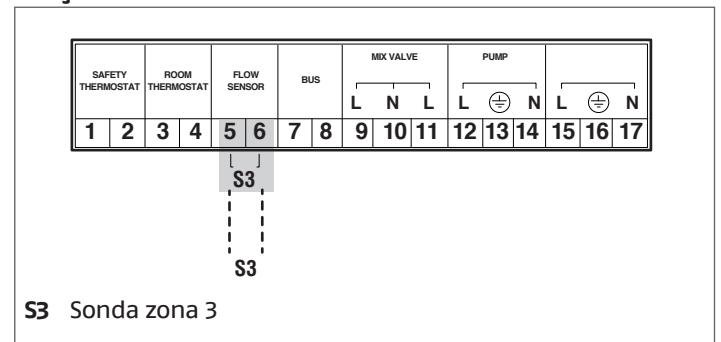 SAFETY THERMOSTAT ROOM THERMOSTAT FLOW SENSOR BUS MIX VALVE PUMP
L N L L N L N
1 2 3 4 5 6 7 8 9 10 11 12 13 14 15 16 17
S3
S3
S3 Sonda zona 3